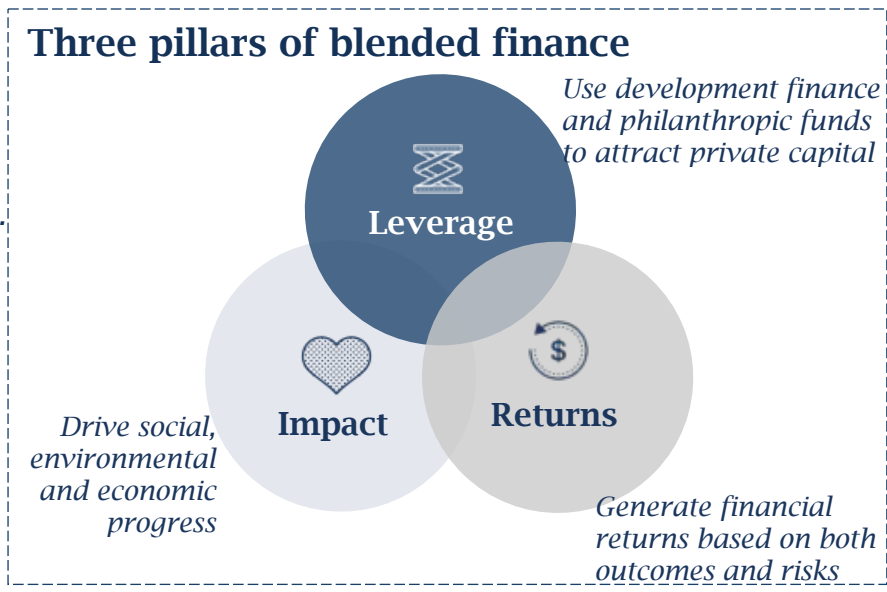 Three pillars of blended finance
Use development finance
and philanthropic funds
to attract private capital
Leverage
$
Impact
Returns
Drive social,
environmental
and economic
progress
Generate financial
returns based on both
outcomes and risks